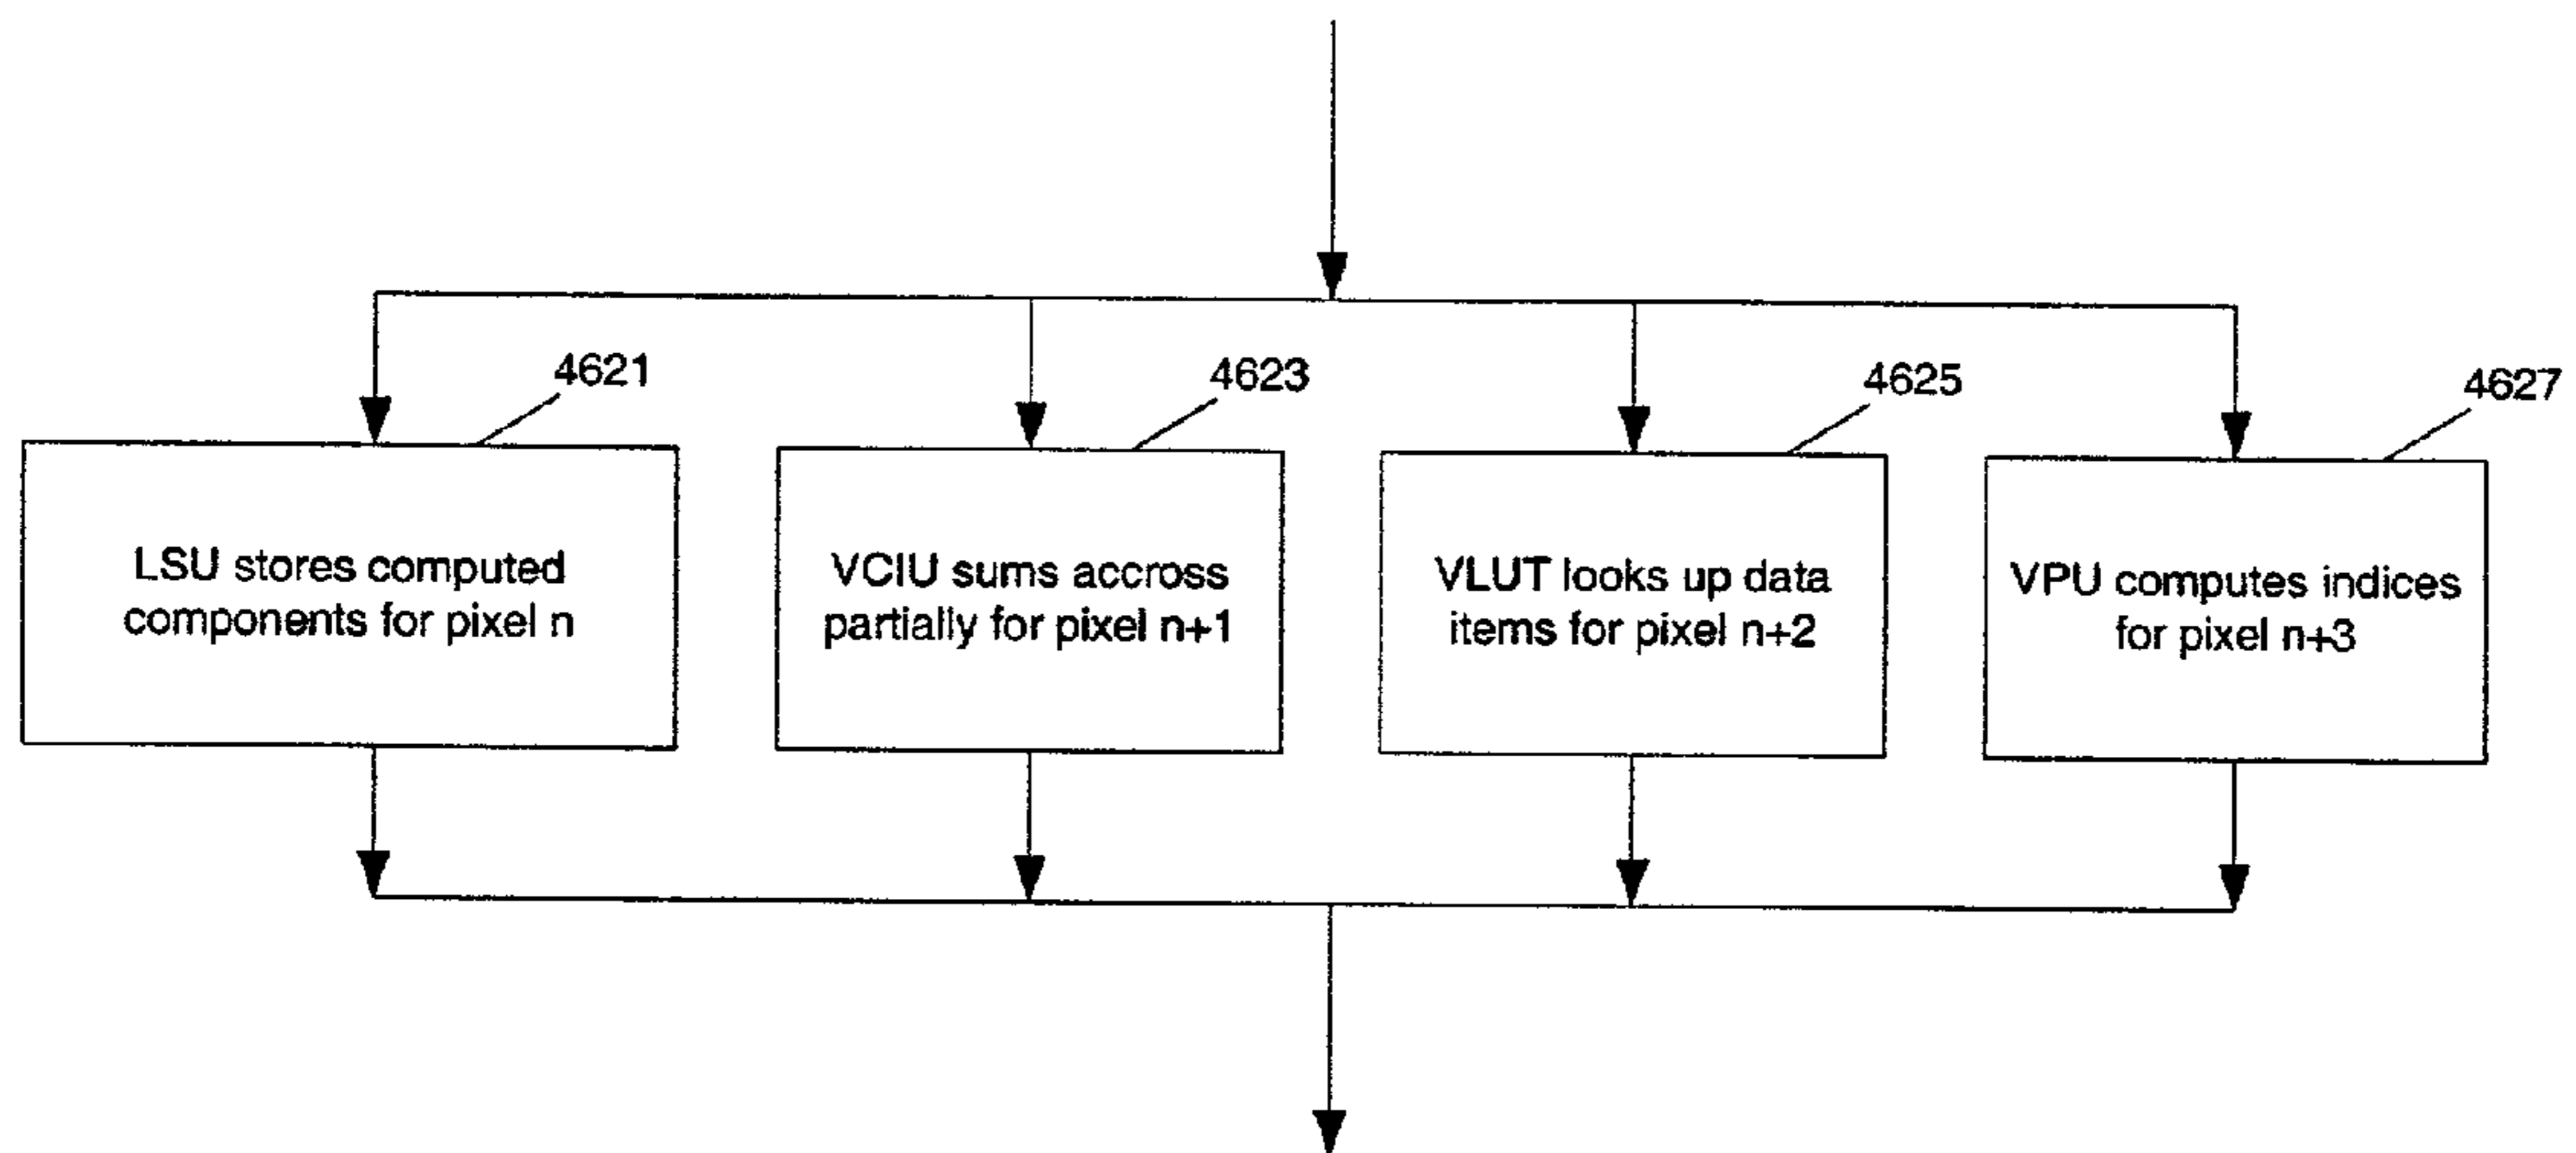 4621
4623
4625
4627
LSU stores computed
components for pixel n
VCIU sums accross
partially for pixel n+1
VLUT looks up data
items for pixel n+2
VPU computes indices
for pixel n+3